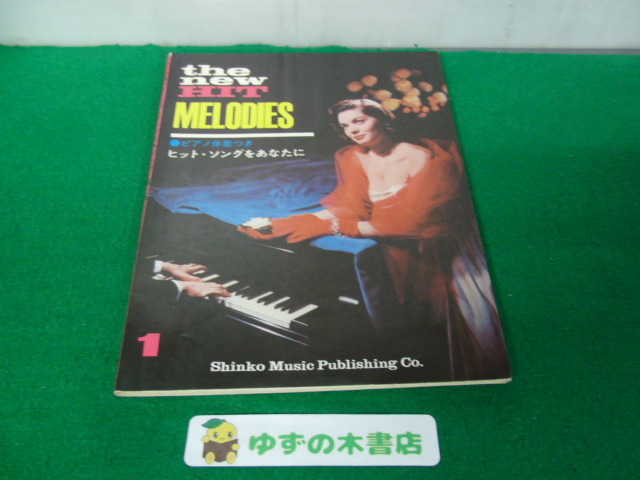 the
new
HIT
MELODIES
●ピアノ伴奏つき
ヒット・ソングをあなたに
1
Shinko Music Publishing Co.
ゆずの木書店